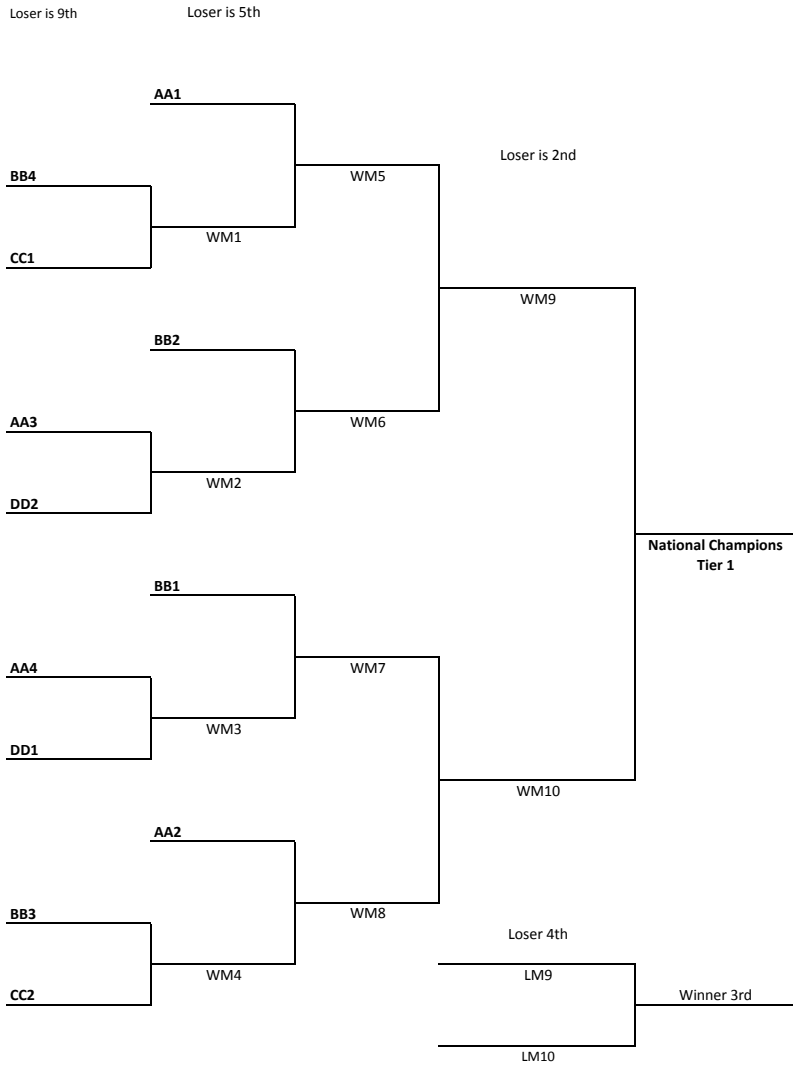 Loser is 9th
Loser is 5th
AA1
Loser is 2nd
BB4
WM5
WM1
CC1
WM9
BB2
AA3
WM6
WM2
DD2
National Champions
Tier 1
BB1
AA4
WM7
WM3
DD1
WM10
AA2
BB3
WM8
Loser 4th
WM4
LM9
CC2
Winner 3rd
LM10